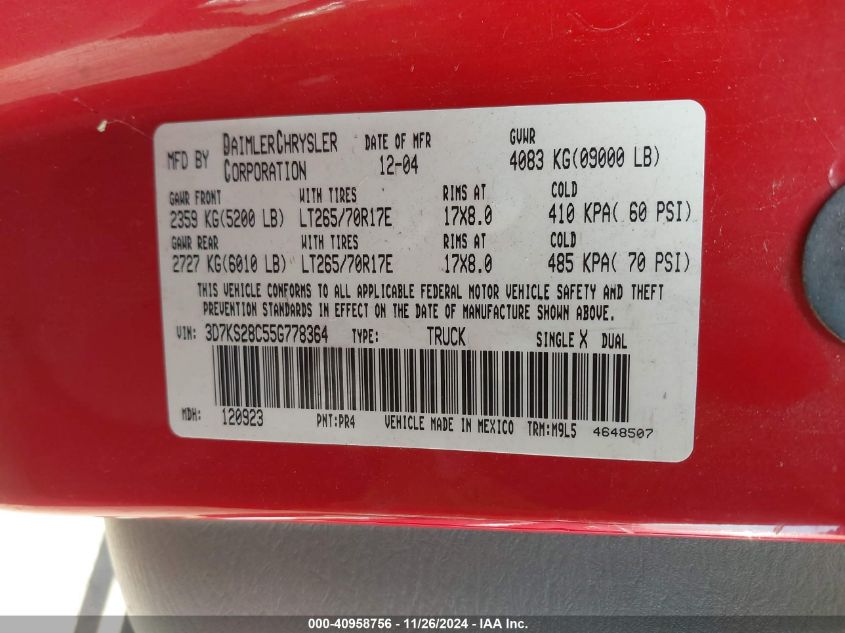 MFD BY DAIMLERCHRYSLER CORPORATION DATE OF MFR 12-04 GVWR 4083 KG(09000 LB)
GAWR FRONT WITH TIRES RIMS AT COLD
2359 KG(5200 LB) LT265/70R17E 17X8.0 410 KPA( 60 PSI)
GAWR REAR WITH TIRES RIMS AT COLD
2727 KG(6010 LB) LT265/70R17E 17X8.0 485 KPA( 70 PSI)
THIS VEHICLE CONFORMS TO ALL APPLICABLE FEDERAL MOTOR VEHICLE SAFETY AND THEFT
PREVENTION STANDARDS IN EFFECT ON THE DATE OF MANUFACTURE SHOWN ABOVE.
VIN: 3D7KS28C55G778364 TYPE: TRUCK SINGLE X DUAL
MDH: 120923 PNT:PR4 VEHICLE MADE IN MEXICO TRM:M9L5 4648507
000-40958756 - 11/26/2024 - IAA Inc.